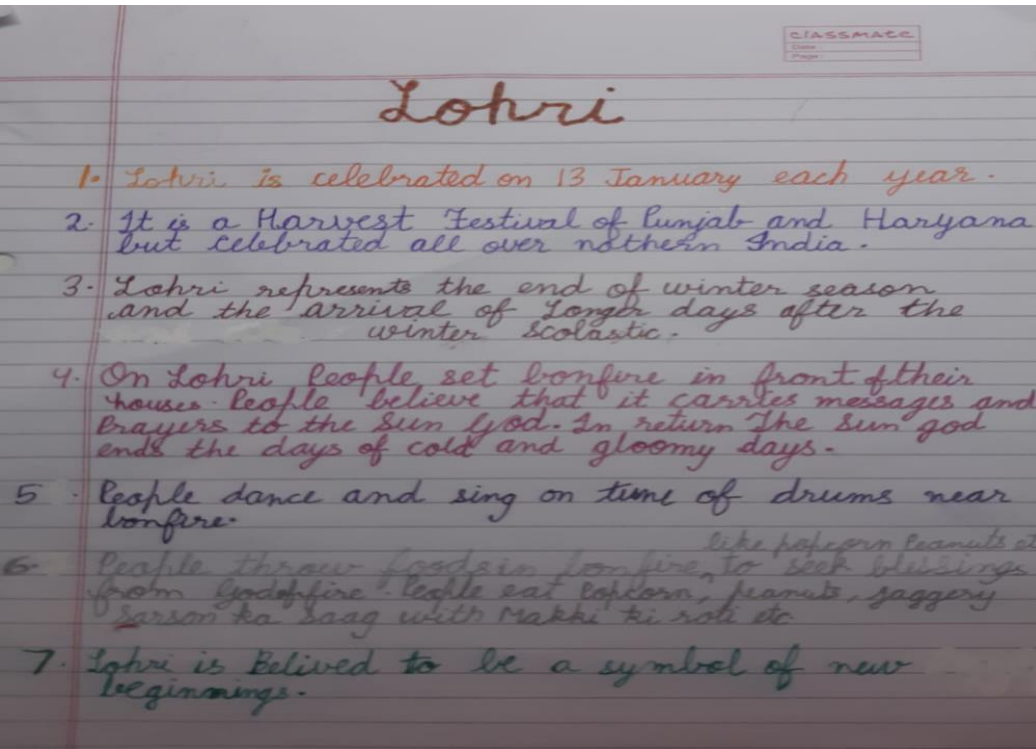 classmate
Date
Page
Lohri
1. Lohri is celebrated on 13 January each year.
2. It is a Harvest Festival of Punjab and Haryana
but celebrated all over nothern India.
3. Lohri represents the end of winter season
and the arrival of Longer days after the
winter Scolastic.
4. On Lohri People set bonfire in front of their
houses. People believe that it carries messages and
Prayers to the Sun God. In return The Sun god
ends the days of cold and gloomy days.
5. People dance and sing on tune of drums near
bonfire.
like popcorn Peanuts et
6. People throw foods in bonfire, to seek blessings
from God of fire. People eat Popcorn, peanuts, jaggery
Sarson ka Saag with Makki ki roti etc
7. Lohri is Belived to be a symbol of new
beginnings.